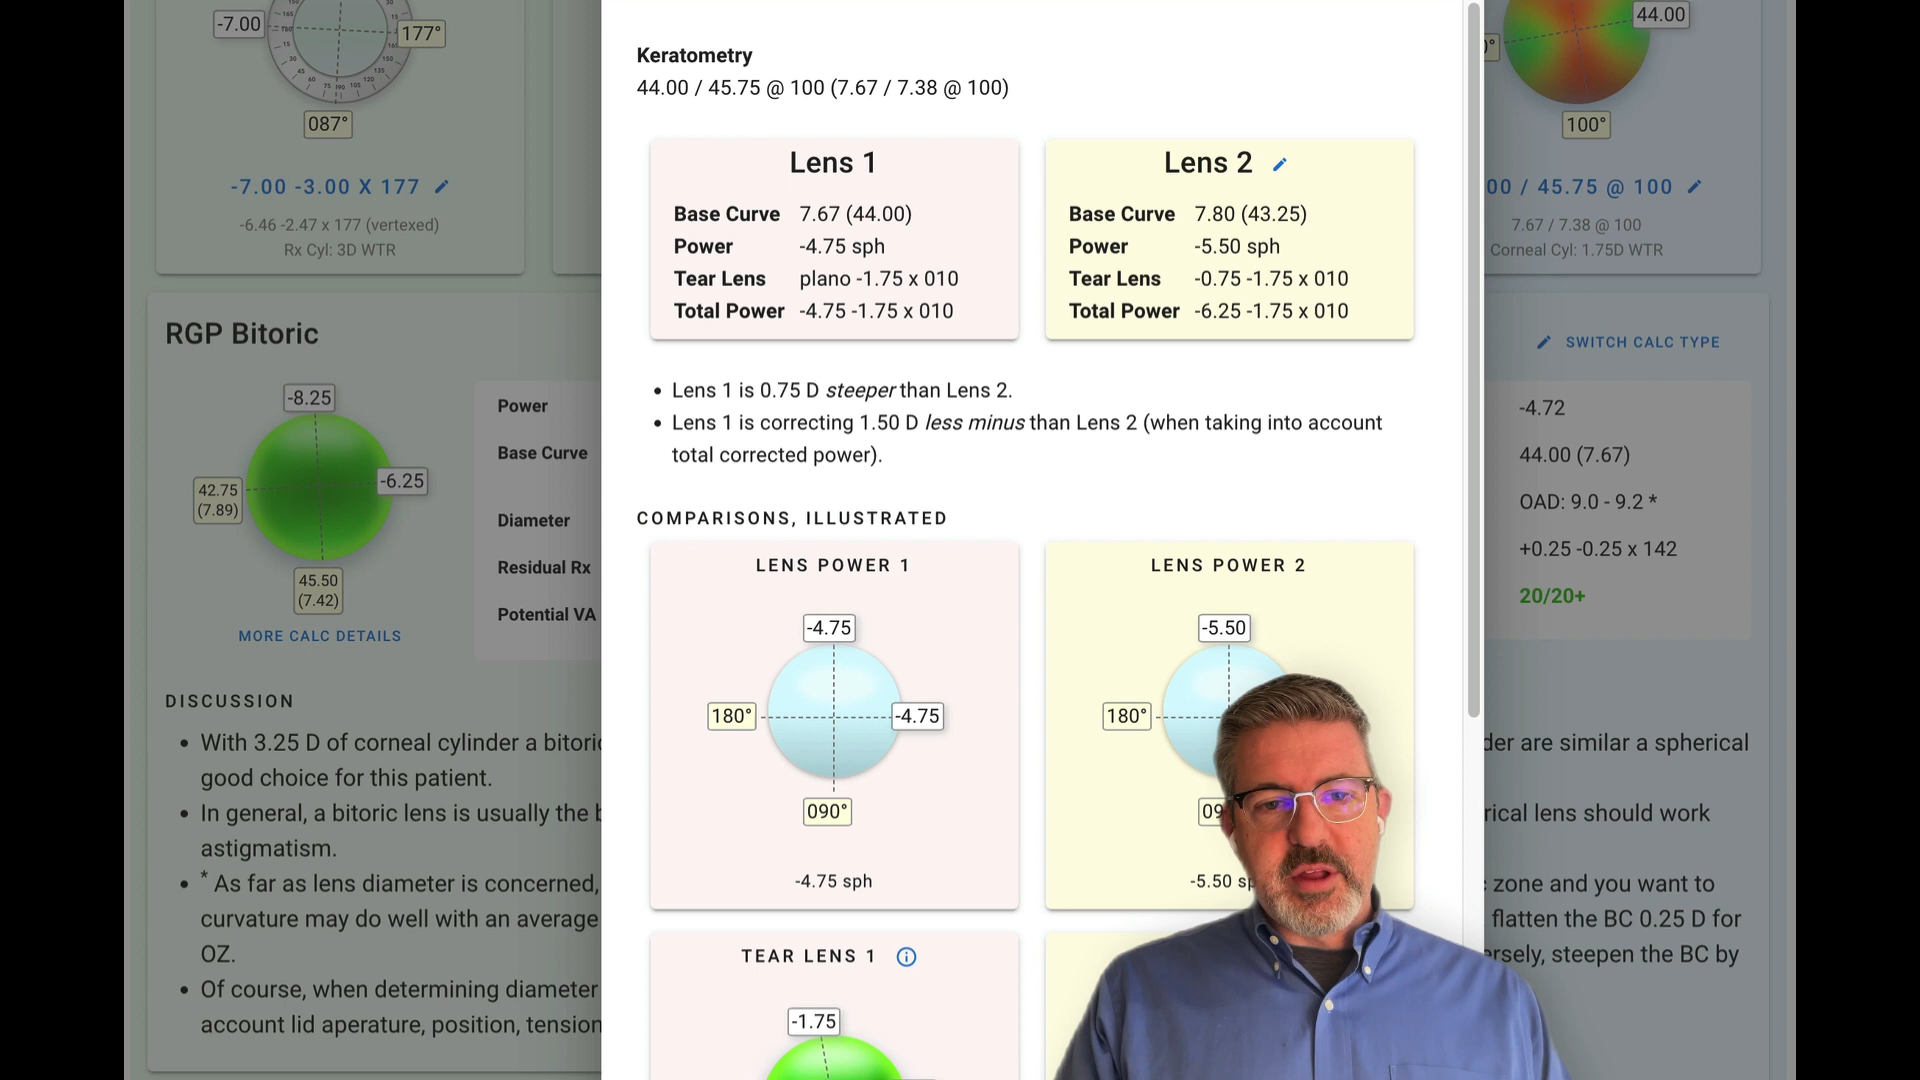 -7.00
177°
087°
-7.00 -3.00 X 177
-6.46 -2.47 x 177 (vertexed)
Rx Cyl: 3D WTR
RGP Bitoric
-8.25
42.75
(7.89)
-6.25
45.50
(7.42)
MORE CALC DETAILS
Power
Base Curve
Diameter
Residual Rx
Potential VA
DISCUSSION
• With 3.25 D of corneal cylinder a bitoric
good choice for this patient.
• In general, a bitoric lens is usually the b
astigmatism.
• * As far as lens diameter is concerned,
curvature may do well with an average
OZ.
• Of course, when determining diameter
account lid aperature, position, tension
Keratometry
44.00 / 45.75 @ 100 (7.67 / 7.38 @ 100)
Lens 1
Base Curve 7.67 (44.00)
Power -4.75 sph
Tear Lens plano -1.75 x 010
Total Power -4.75 -1.75 x 010
Lens 2
Base Curve 7.80 (43.25)
Power -5.50 sph
Tear Lens -0.75 -1.75 x 010
Total Power -6.25 -1.75 x 010
• Lens 1 is 0.75 D steeper than Lens 2.
• Lens 1 is correcting 1.50 D less minus than Lens 2 (when taking into account
total corrected power).
COMPARISONS, ILLUSTRATED
LENS POWER 1
-4.75
180°
-4.75
090°
-4.75 sph
LENS POWER 2
-5.50
180°
09
-5.50 sp
TEAR LENS 1
-1.75
44.00
0°
100°
00 / 45.75 @ 100
7.67 / 7.38 @ 100
Corneal Cyl: 1.75D WTR
SWITCH CALC TYPE
-4.72
44.00 (7.67)
OAD: 9.0 - 9.2 *
+0.25 -0.25 x 142
20/20+
der are similar a spherical
rical lens should work
zone and you want to
flatten the BC 0.25 D for
ersely, steepen the BC by